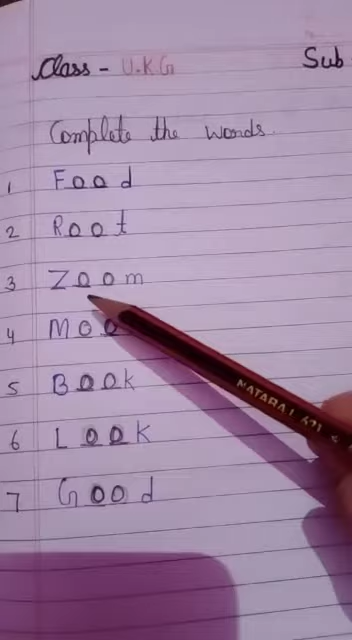 Class - U.K.G Sub
Complete the words.
1 Food
2 Root
3 Zoom
4 Moo
5 Book
6 Look
7 Good
NATARAJ 621